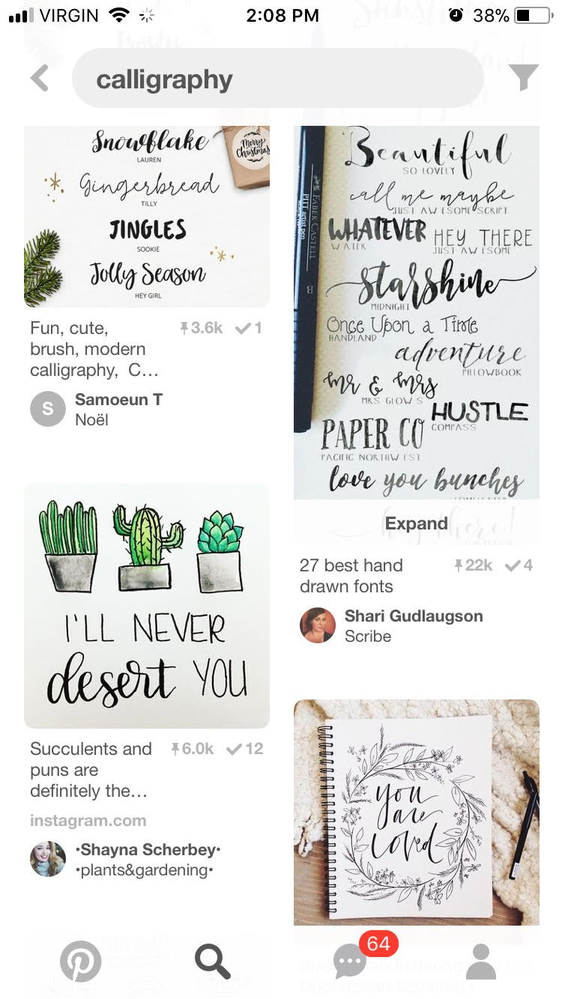 VIRGIN
2:08 PM
38%
calligraphy
Snowflake
LAUREN
Gingerbread
TILLY
JINGLES
SOOKIE
Jolly Season
HEY GIRL
Merry
Christmas
Fun, cute,
brush, modern
calligraphy, C...
3.6k
1
S
Samoeun T
Noël
I'LL NEVER
desert YOU
Succulents and
puns are
definitely the...
6.0k
12
instagram.com
•Shayna Scherbey•
•plants&gardening•
FABER CASTELL
PITT artist pen
B
Beautiful
SO LOVELY
call me maybe
JUST AWESOME SCRIPT
WHATEVER
WATER
HEY THERE
JUST AWESOME
starshine
MIDNIGHT
Once Upon a Time
HANDLAND
adventure
PILLOWBOOK
mr & mrs
MRS GLOWS
HUSTLE
COMPASS
PAPER CO
PACIFIC NORTHWEST
love you bunches
Expand
27 best hand
drawn fonts
22k
4
Shari Gudlaugson
Scribe
you
are
loved
64